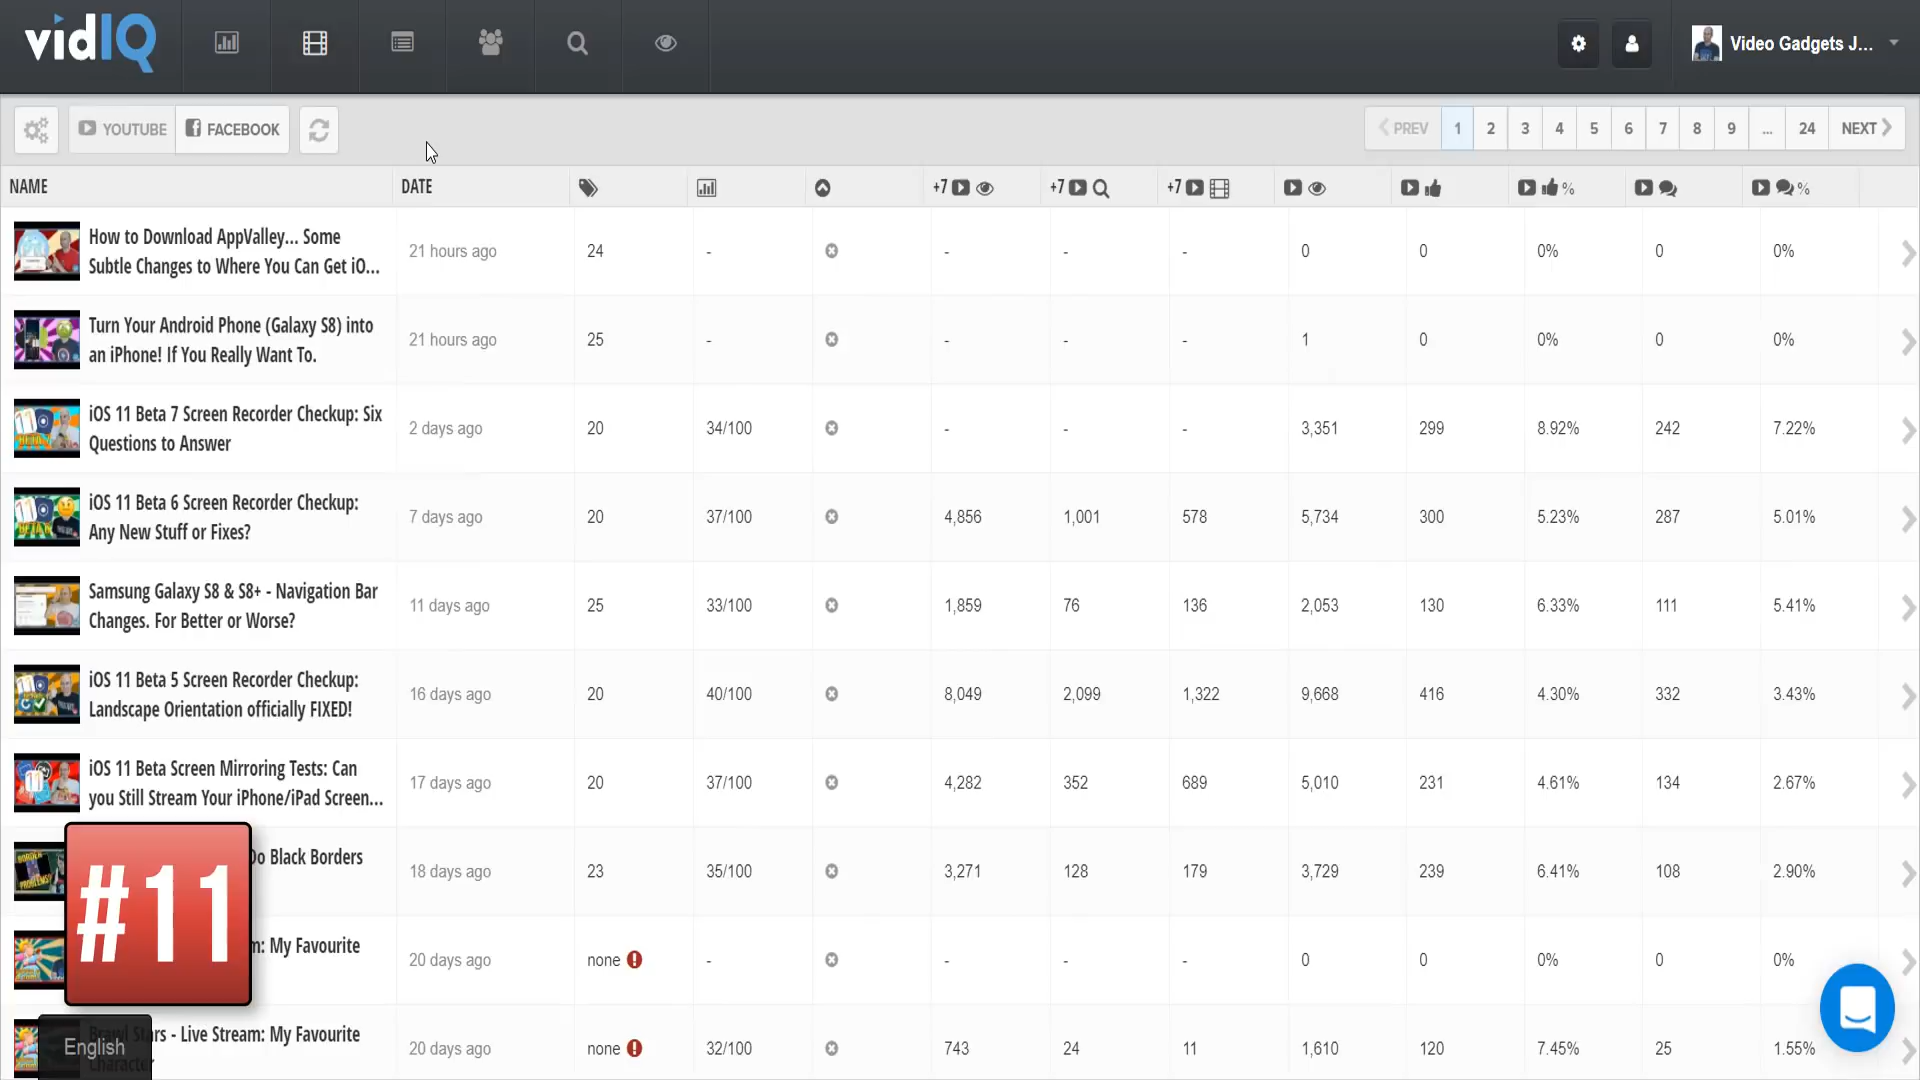 vidIQ
Video Gadgets J...
YOUTUBE FACEBOOK PREV 1 2 3 4 5 6 7 8 9 ... 24 NEXT
NAME DATE +7 +7 +7 % %
How to Download AppValley... Some
Subtle Changes to Where You Can Get iO...
21 hours ago 24 - - - - 0 0 0% 0 0%
Turn Your Android Phone (Galaxy S8) into
an iPhone! If You Really Want To.
21 hours ago 25 - - - - 1 0 0% 0 0%
iOS 11 Beta 7 Screen Recorder Checkup: Six
Questions to Answer
2 days ago 20 34/100 - - - 3,351 299 8.92% 242 7.22%
iOS 11 Beta 6 Screen Recorder Checkup:
Any New Stuff or Fixes?
7 days ago 20 37/100 4,856 1,001 578 5,734 300 5.23% 287 5.01%
Samsung Galaxy S8 & S8+ - Navigation Bar
Changes. For Better or Worse?
11 days ago 25 33/100 1,859 76 136 2,053 130 6.33% 111 5.41%
iOS 11 Beta 5 Screen Recorder Checkup:
Landscape Orientation officially FIXED!
16 days ago 20 40/100 8,049 2,099 1,322 9,668 416 4.30% 332 3.43%
iOS 11 Beta Screen Mirroring Tests: Can
you Still Stream Your iPhone/iPad Screen...
17 days ago 20 37/100 4,282 352 689 5,010 231 4.61% 134 2.67%
Do Black Borders
18 days ago 23 35/100 3,271 128 179 3,729 239 6.41% 108 2.90%
#11
m: My Favourite
20 days ago none - - - - 0 0 0% 0 0%
Brawl Stars - Live Stream: My Favourite
Character
20 days ago none 32/100 743 24 11 1,610 120 7.45% 25 1.55%
English